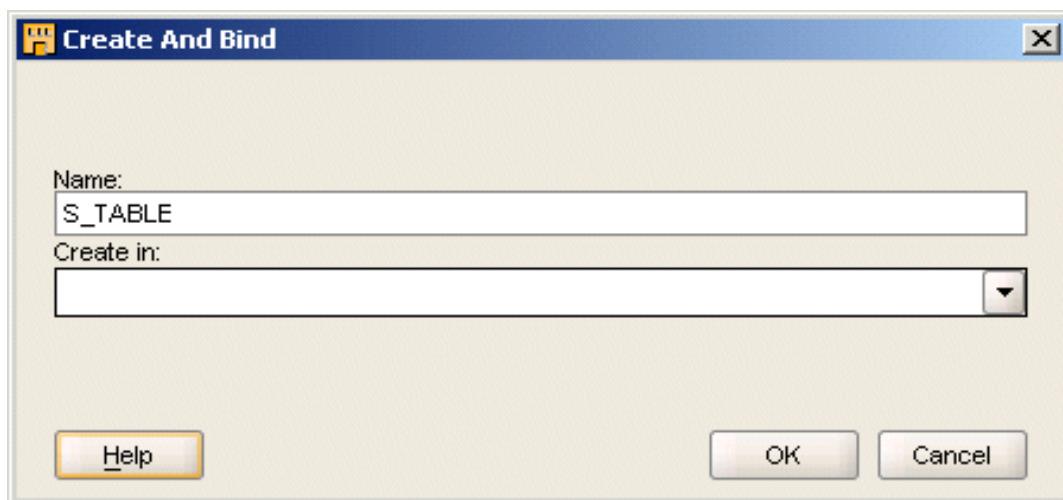 Create And Bind
Name:
S_TABLE
Create in:
Help
OK
Cancel